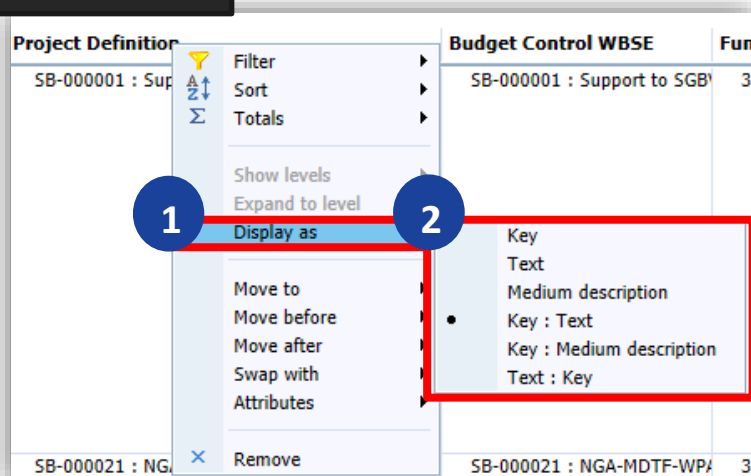 Project Definition Budget Control WBSE Fun
SB-000001 : Sup SB-000001 : Support to SGBV 3
Filter
Sort
Totals
Show levels
Expand to level
1
Display as
2
Key
Text
Medium description
Key : Text
Key : Medium description
Text : Key
Move to
Move before
Move after
Swap with
Attributes
Remove
SB-000021 : NGA SB-000021 : NGA-MDTF-WPA 3